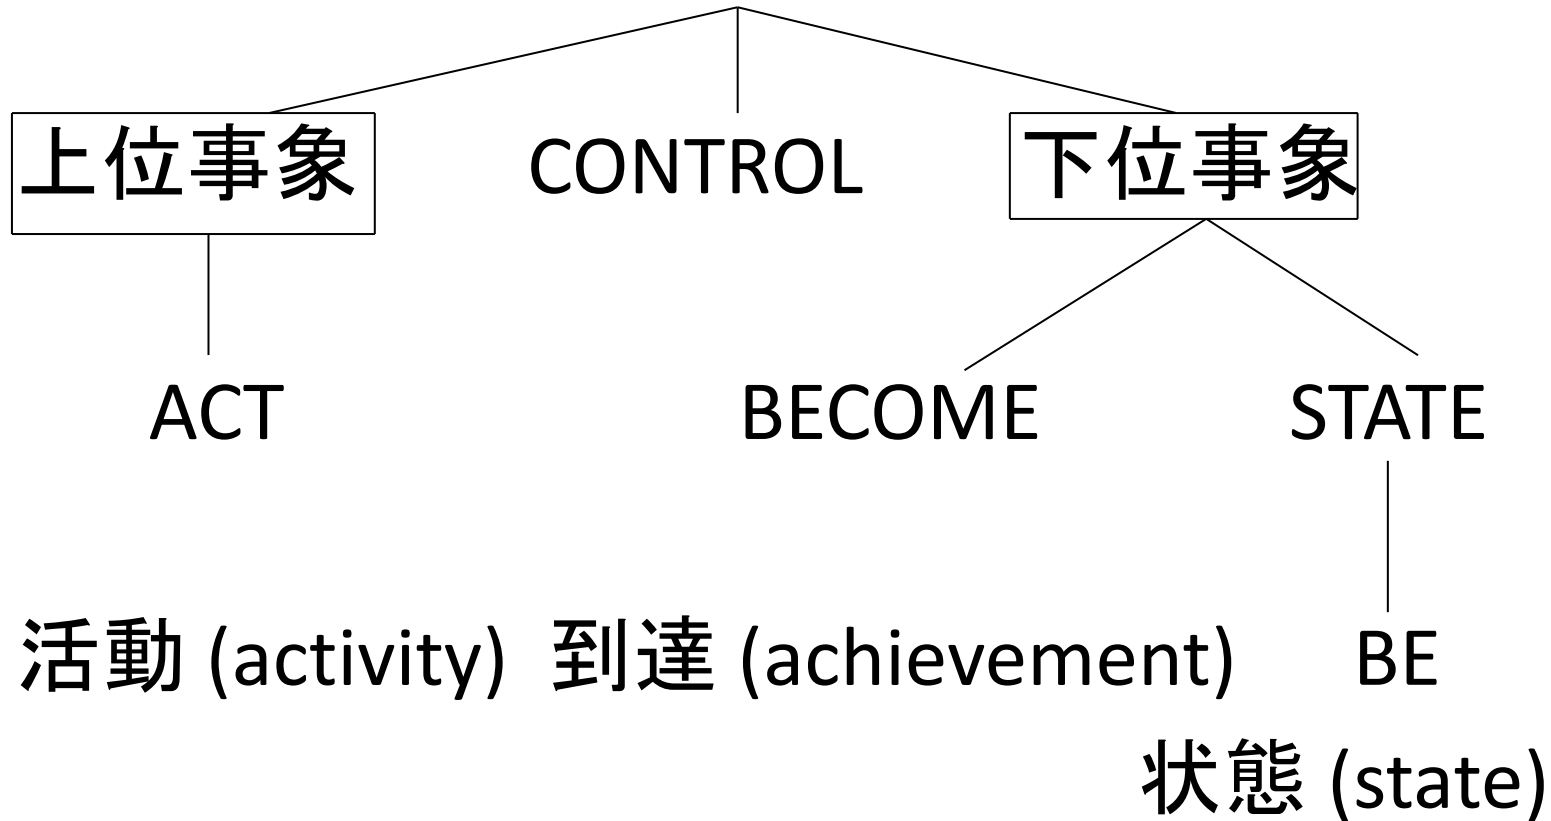 上位事象 CONTROL 下位事象
ACT BECOME STATE
活動 (activity) 到達 (achievement) BE
状態 (state)